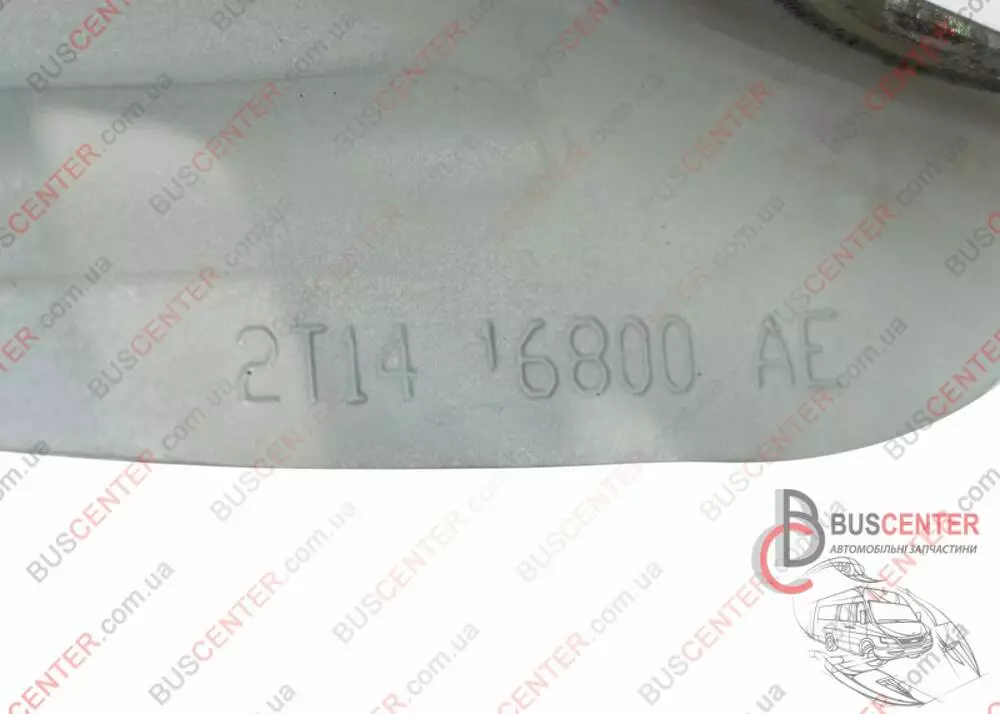 2T14 16800 AE
BUSCENTER
АВТОМОБІЛЬНІ ЗАПЧАСТИНИ
BUSCENTER.com.ua